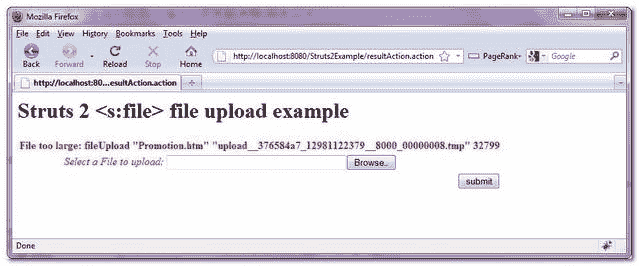 Mozilla Firefox
File Edit View History Bookmarks Tools Help
Back Forward Reload Stop Home http://localhost:8080/Struts2Example/resultAction.action PageRank Google
http://localhost:80...esultAction.action
Struts 2 <s:file> file upload example
File too large: fileUpload "Promotion.htm" "upload__376584a7_12981122379__8000_00000008.tmp" 32799
Select a File to upload: Browse..
submit
Done